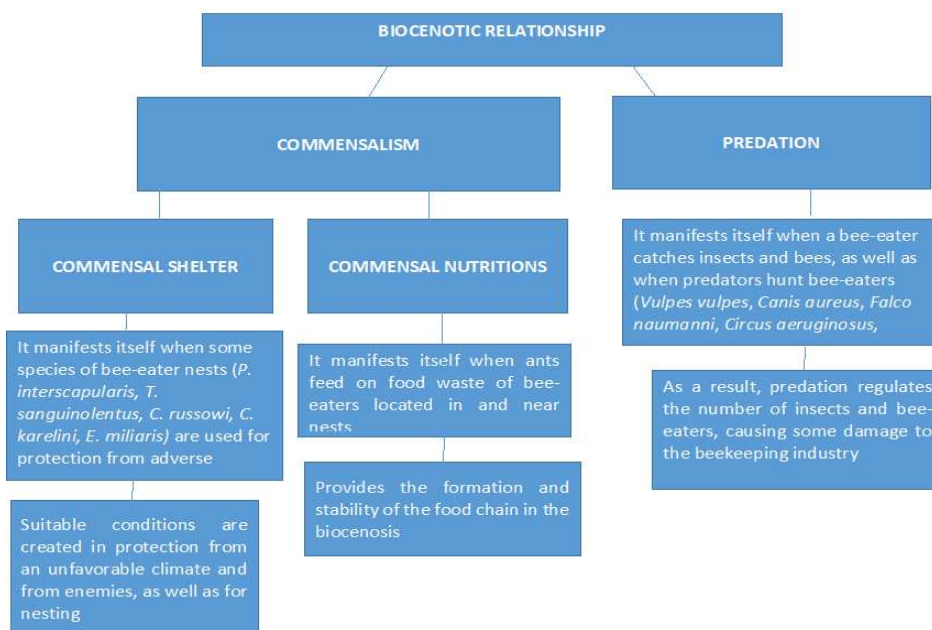 BIOCENOTIC RELATIONSHIP
COMMENSALISM
PREDATION
COMMENSAL SHELTER
COMMENSAL NUTRITIONS
It manifests itself when a bee-eater
catches insects and bees, as well as
when predators hunt bee-eaters
(Vulpes vulpes, Canis aureus, Falco
naumanni, Circus aeruginosus,
It manifests itself when some
species of bee-eater nests (P.
interscapularis, T.
sanguinolentus, C. russowi, C.
karelini, E. miliaris) are used for
protection from adverse
It manifests itself when ants
feed on food waste of bee-
eaters located in and near
nests
As a result, predation regulates
the number of insects and bee-
eaters, causing some damage to
the beekeeping industry
Suitable conditions are
created in protection from
an unfavorable climate and
from enemies, as well as for
nesting
Provides the formation and
stability of the food chain in the
biocenosis